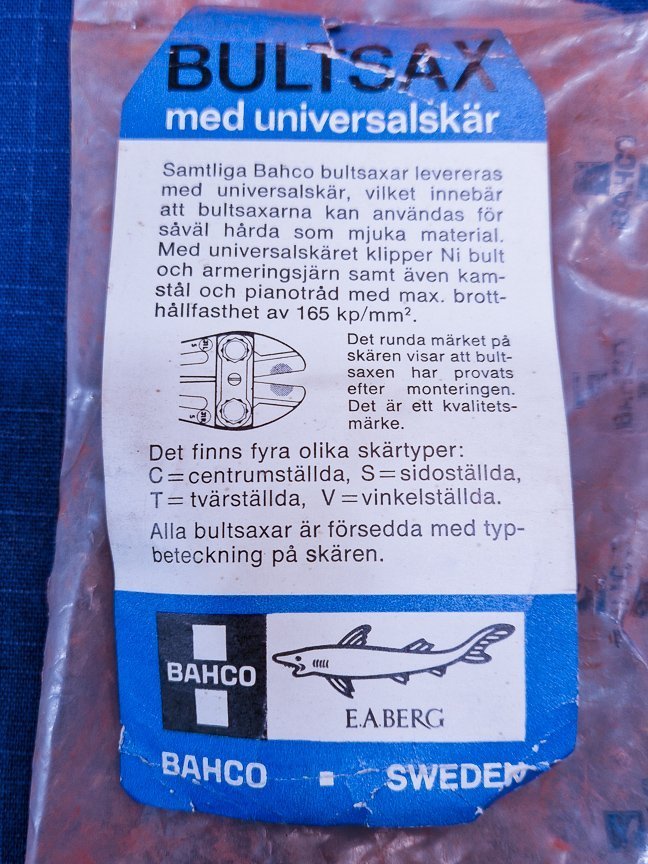 BULTSAX
med universalskär
Samtliga Bahco bultsaxar levereras
med universalskär, vilket innebär
att bultsaxarna kan användas för
såväl hårda som mjuka material.
Med universalskäret klipper Ni bult
och armeringsjärn samt även kam-
stål och pianotråd med max. brott-
hållfasthet av 165 kp/mm².
Det runda märket på
skären visar att bult-
saxen har provats
efter monteringen.
Det är ett kvalitets-
märke.
Det finns fyra olika skärtyper:
C=centrumställda, S=sidoställda,
T=tvärställda, V=vinkelställda.
Alla bultsaxar är försedda med typ-
beteckning på skären.
BAHCO
E.A.BERG
BAHCO ▪ SWEDEN
BAHCO